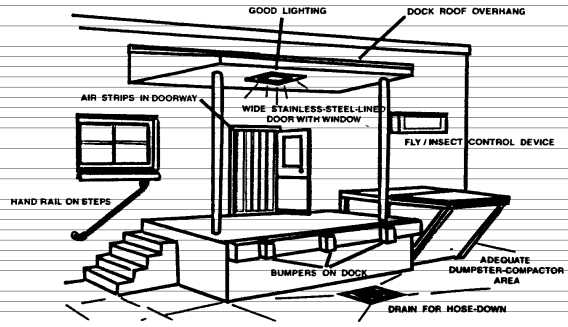 GOOD LIGHTING
DOCK ROOF OVERHANG
AIR STRIPS IN DOORWAY
WIDE STAINLESS-STEEL-LINED
DOOR WITH WINDOW
FLY/INSECT CONTROL DEVICE
HAND RAIL ON STEPS
BUMPERS ON DOCK
ADEQUATE
DUMPSTER-COMPACTOR
AREA
DRAIN FOR HOSE-DOWN